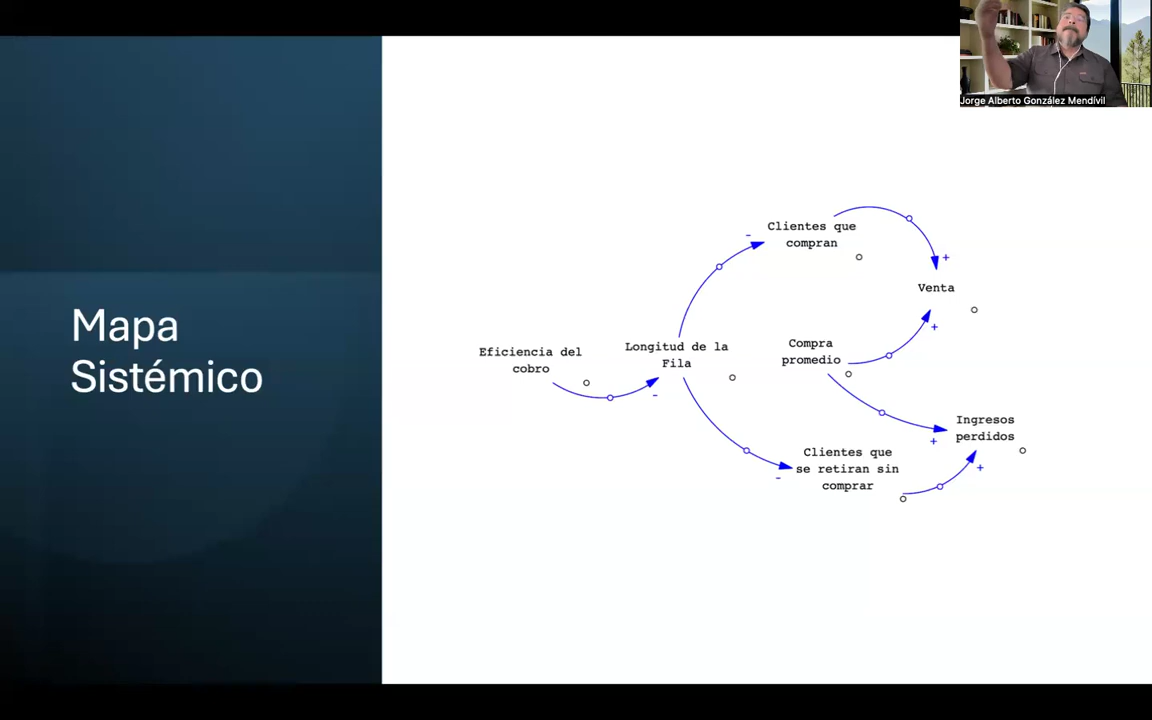 Jorge Alberto González Mendívil
Mapa
Sistémico
Clientes que
compran
-
+
Venta
+
Compra
promedio
Longitud de la
Fila
Eficiencia del
cobro
-
Ingresos
perdidos
+
Clientes que
se retiran sin
comprar
-
+